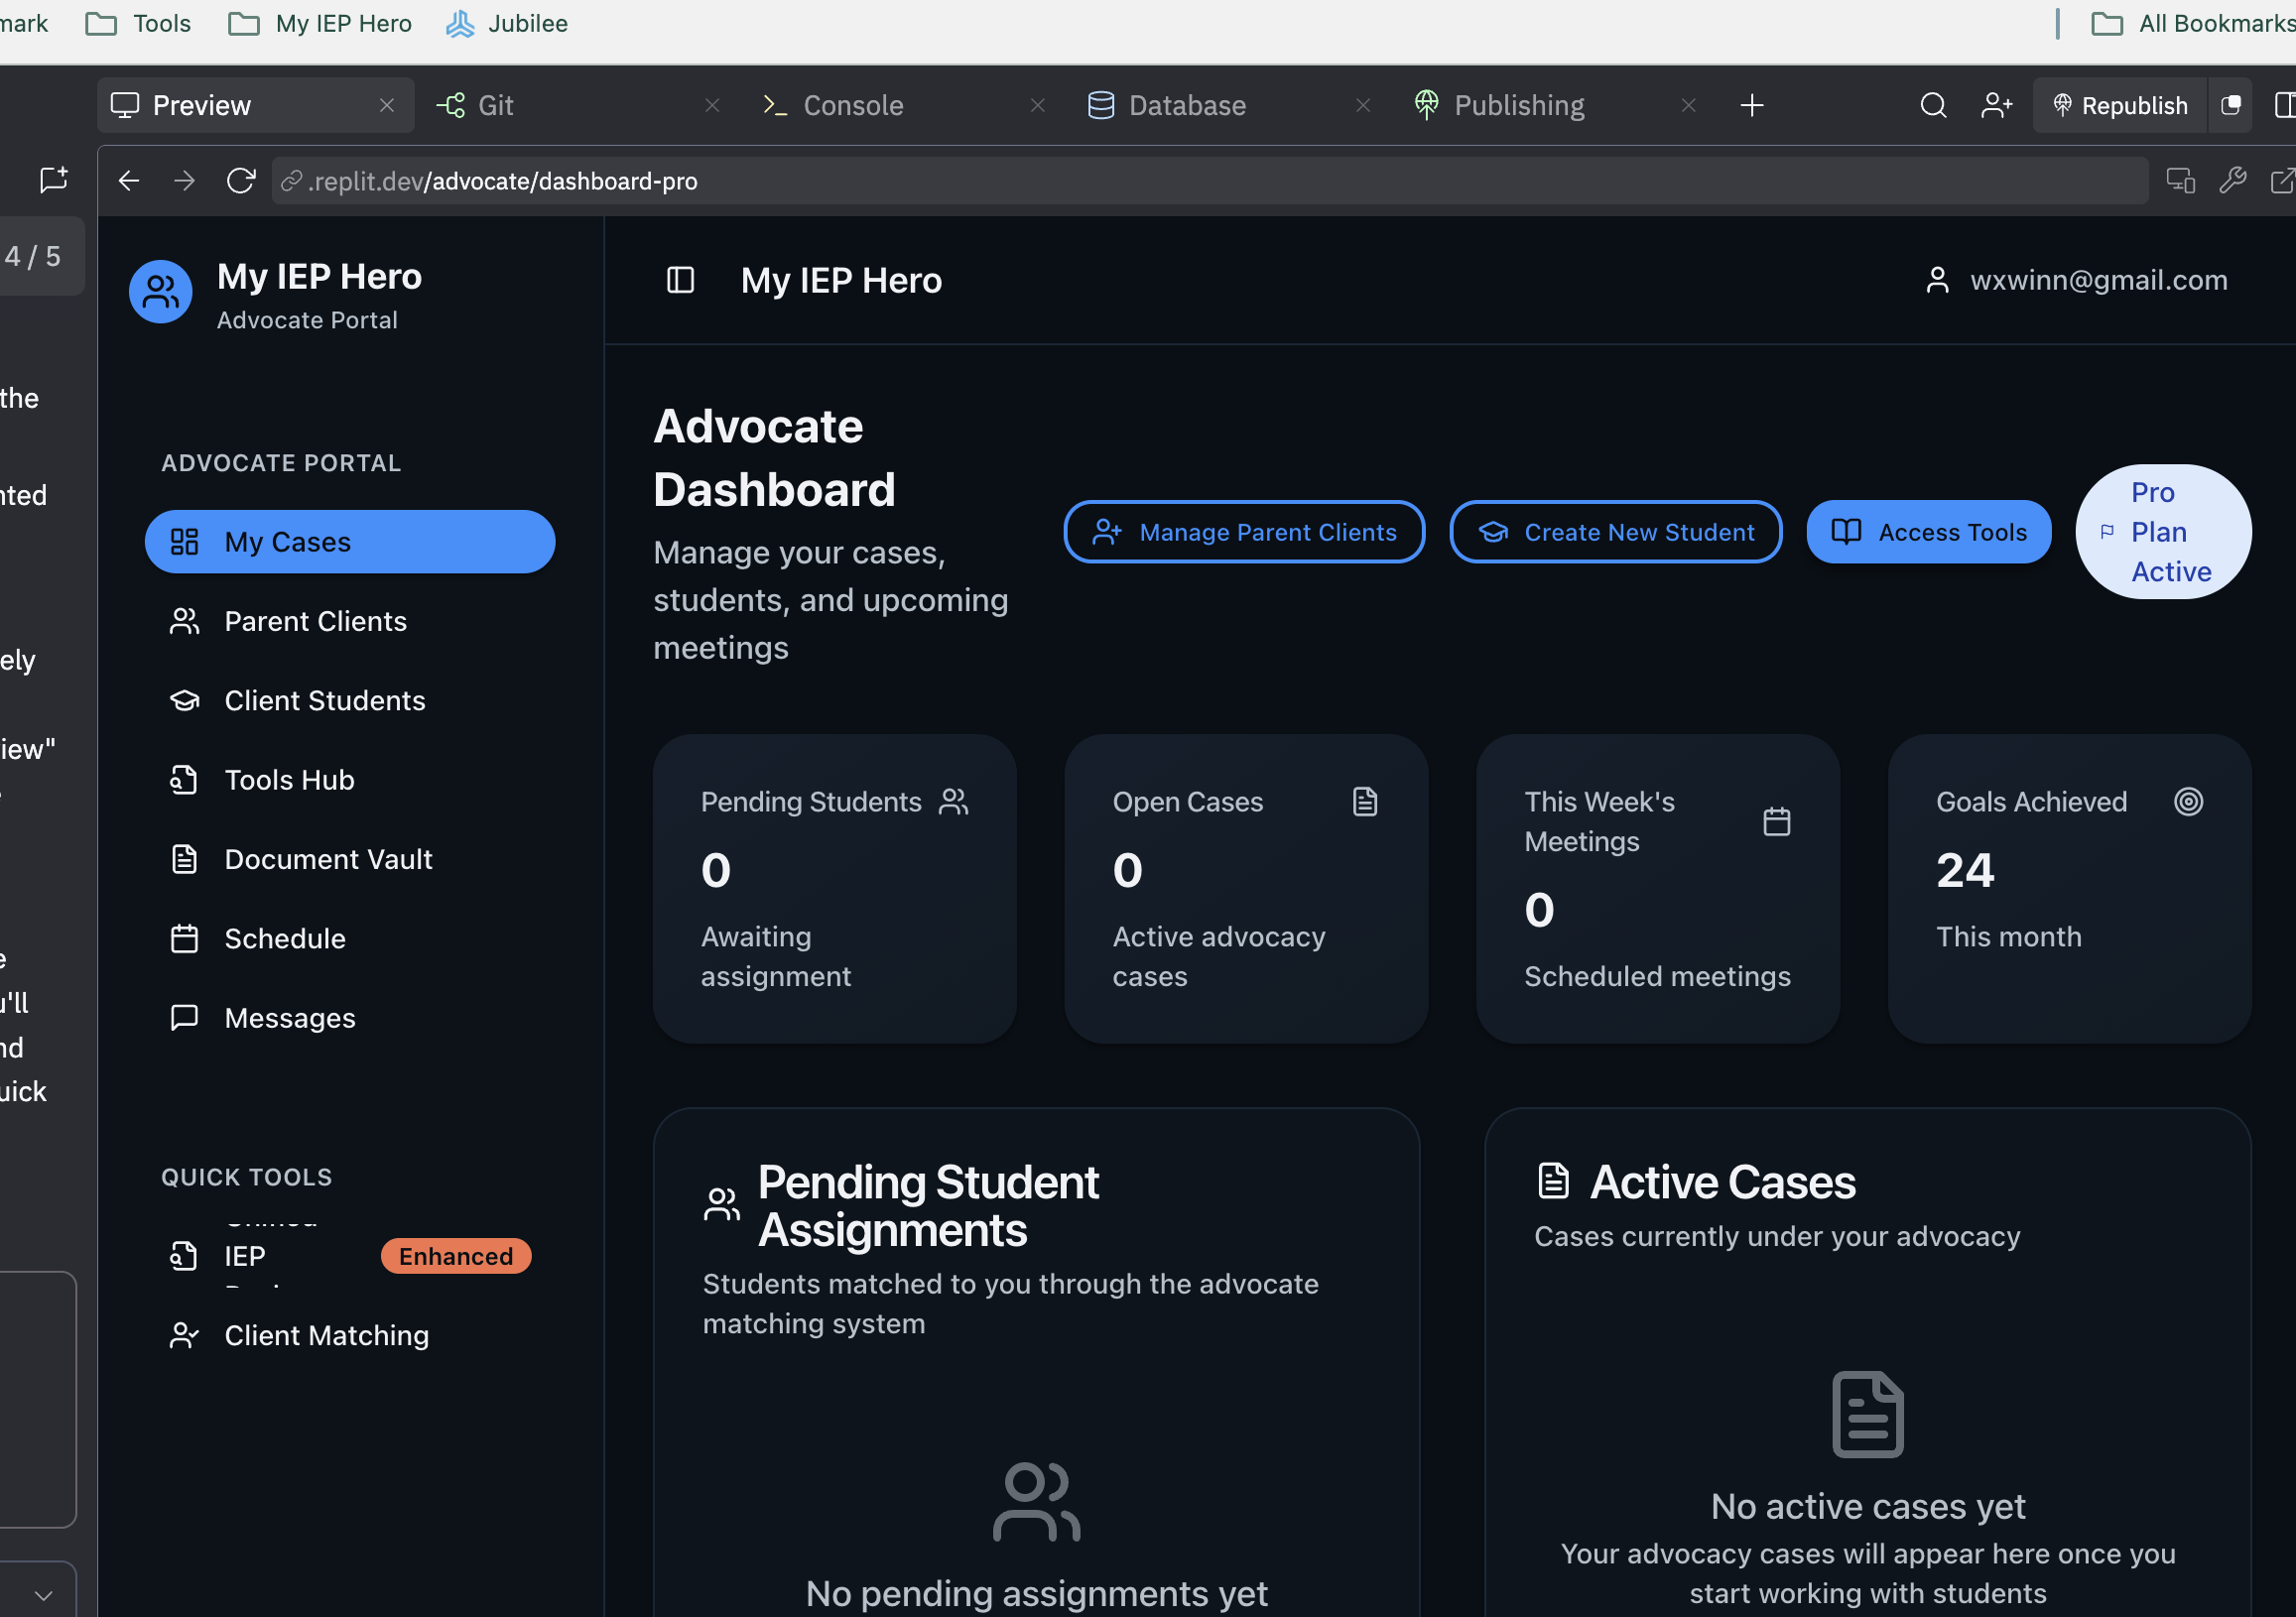 mark
Tools
My IEP Hero
Jubilee
All Bookmarks
Preview
Git
Console
Database
Publishing
Republish
.replit.dev/advocate/dashboard-pro
4 / 5
the
nted
ely
iew"
e
u'll
nd
uick
My IEP Hero
Advocate Portal
ADVOCATE PORTAL
My Cases
Parent Clients
Client Students
Tools Hub
Document Vault
Schedule
Messages
QUICK TOOLS
IEP
Enhanced
Client Matching
My IEP Hero
wxwinn@gmail.com
Advocate
Dashboard
Manage your cases,
students, and upcoming
meetings
Manage Parent Clients
Create New Student
Access Tools
Pro
Plan
Active
Pending Students
0
Awaiting
assignment
Open Cases
0
Active advocacy
cases
This Week's
Meetings
0
Scheduled meetings
Goals Achieved
24
This month
Pending Student
Assignments
Students matched to you through the advocate
matching system
No pending assignments yet
Active Cases
Cases currently under your advocacy
No active cases yet
Your advocacy cases will appear here once you
start working with students